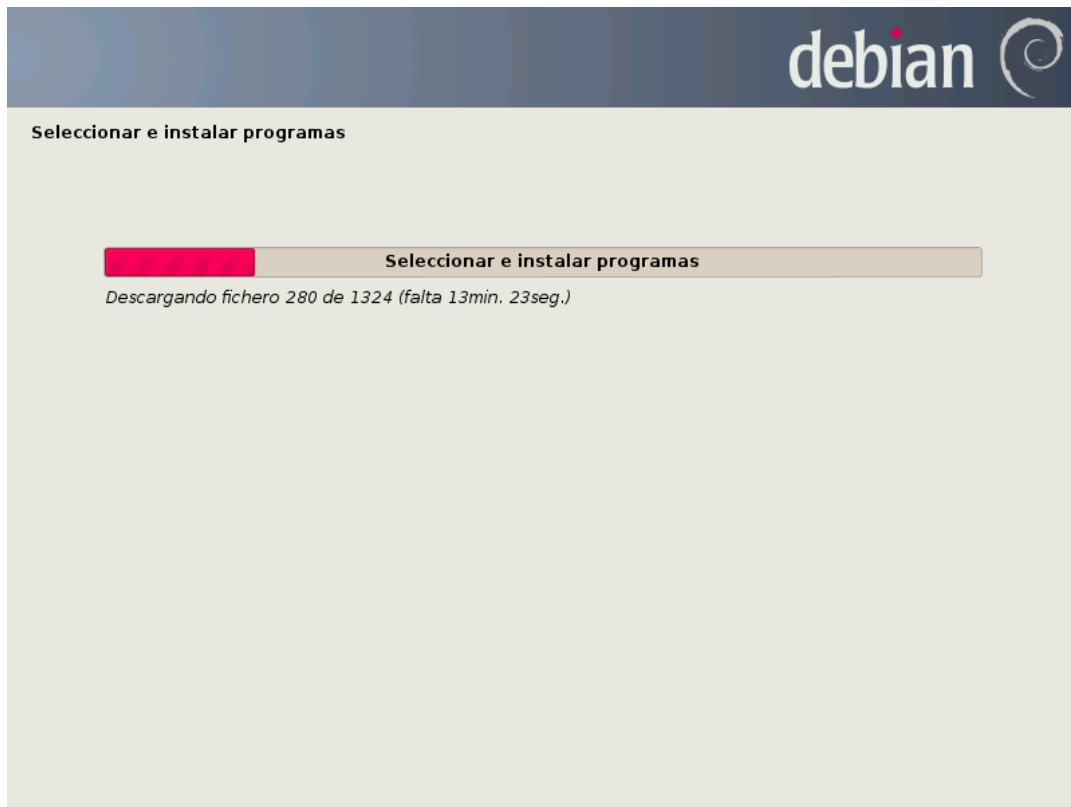 debian
Seleccionar e instalar programas
Seleccionar e instalar programas
Descargando fichero 280 de 1324 (falta 13min. 23seg.)